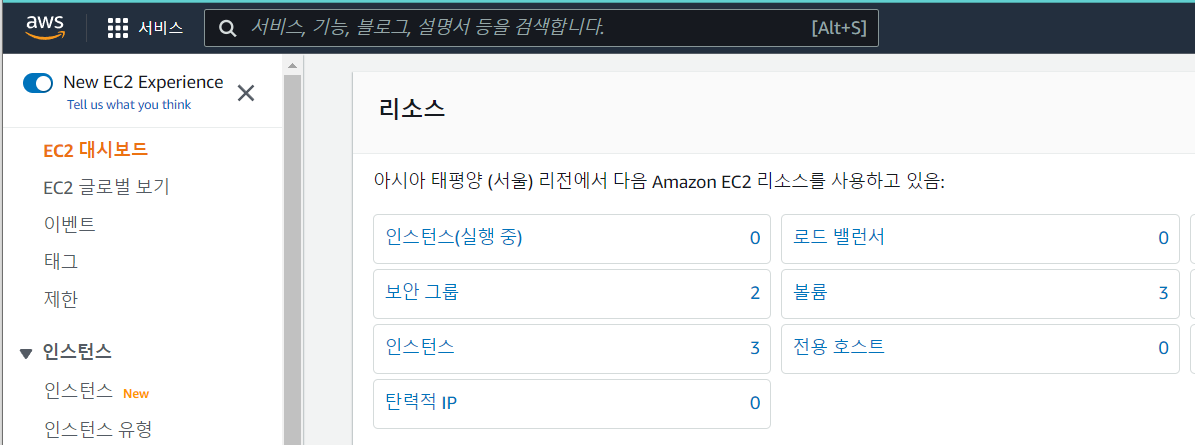 aws 서비스 서비스, 기능, 블로그, 설명서 등을 검색합니다. [Alt+S]
New EC2 Experience
Tell us what you think
EC2 대시보드
EC2 글로벌 보기
이벤트
태그
제한
인스턴스
인스턴스 New
인스턴스 유형
리소스
아시아 태평양 (서울) 리전에서 다음 Amazon EC2 리소스를 사용하고 있음:
인스턴스(실행 중) 0 로드 밸런서 0
보안 그룹 2 볼륨 3
인스턴스 3 전용 호스트 0
탄력적 IP 0